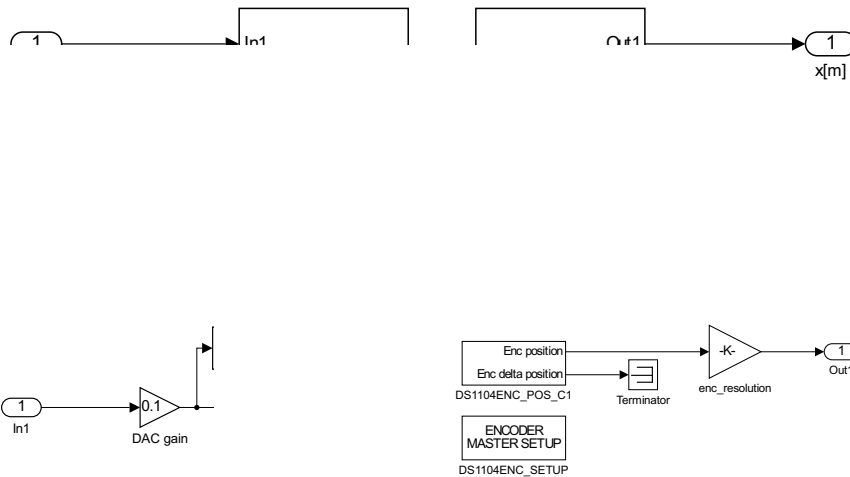 1
In1
Out1
1
x[m]
Enc position
Enc delta position
DS1104ENC_POS_C1
Terminator
-K-
enc_resolution
1
Out1
1
In1
0.1
DAC gain
ENCODER
MASTER SETUP
DS1104ENC_SETUP